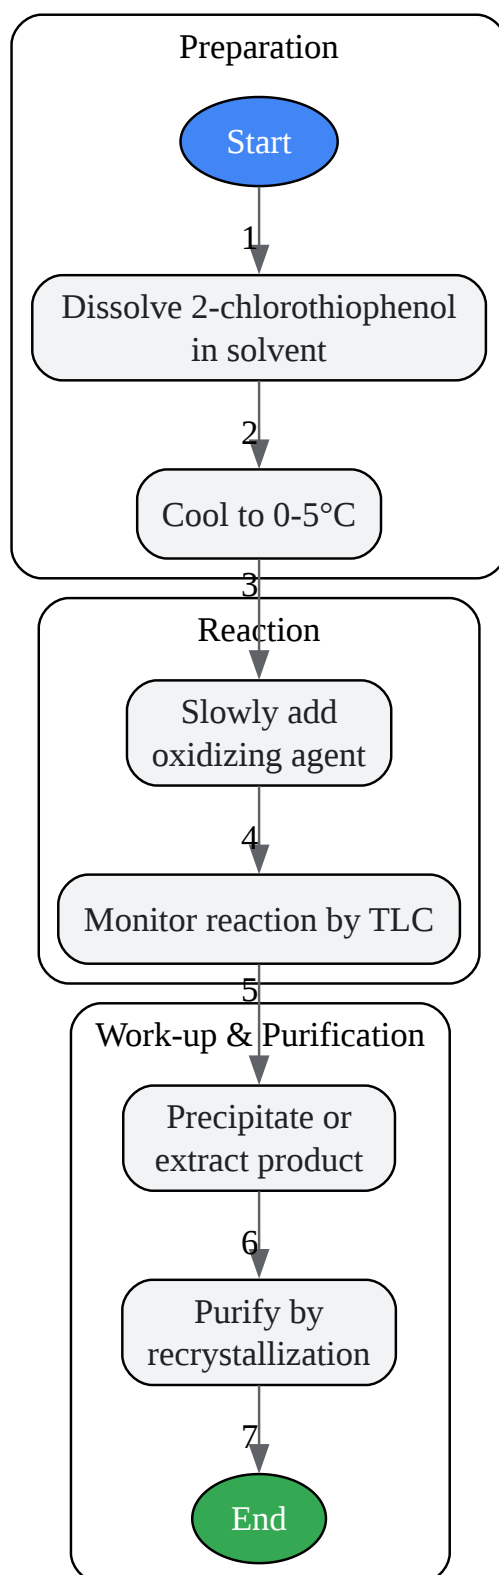 Preparation
Start
1
Dissolve 2-chlorothiophenol
in solvent
2
Cool to 0-5°C
3
Reaction
Slowly add
oxidizing agent
4
Monitor reaction by TLC
5
Work-up & Purification
Precipitate or
extract product
6
Purify by
recrystallization
7
End